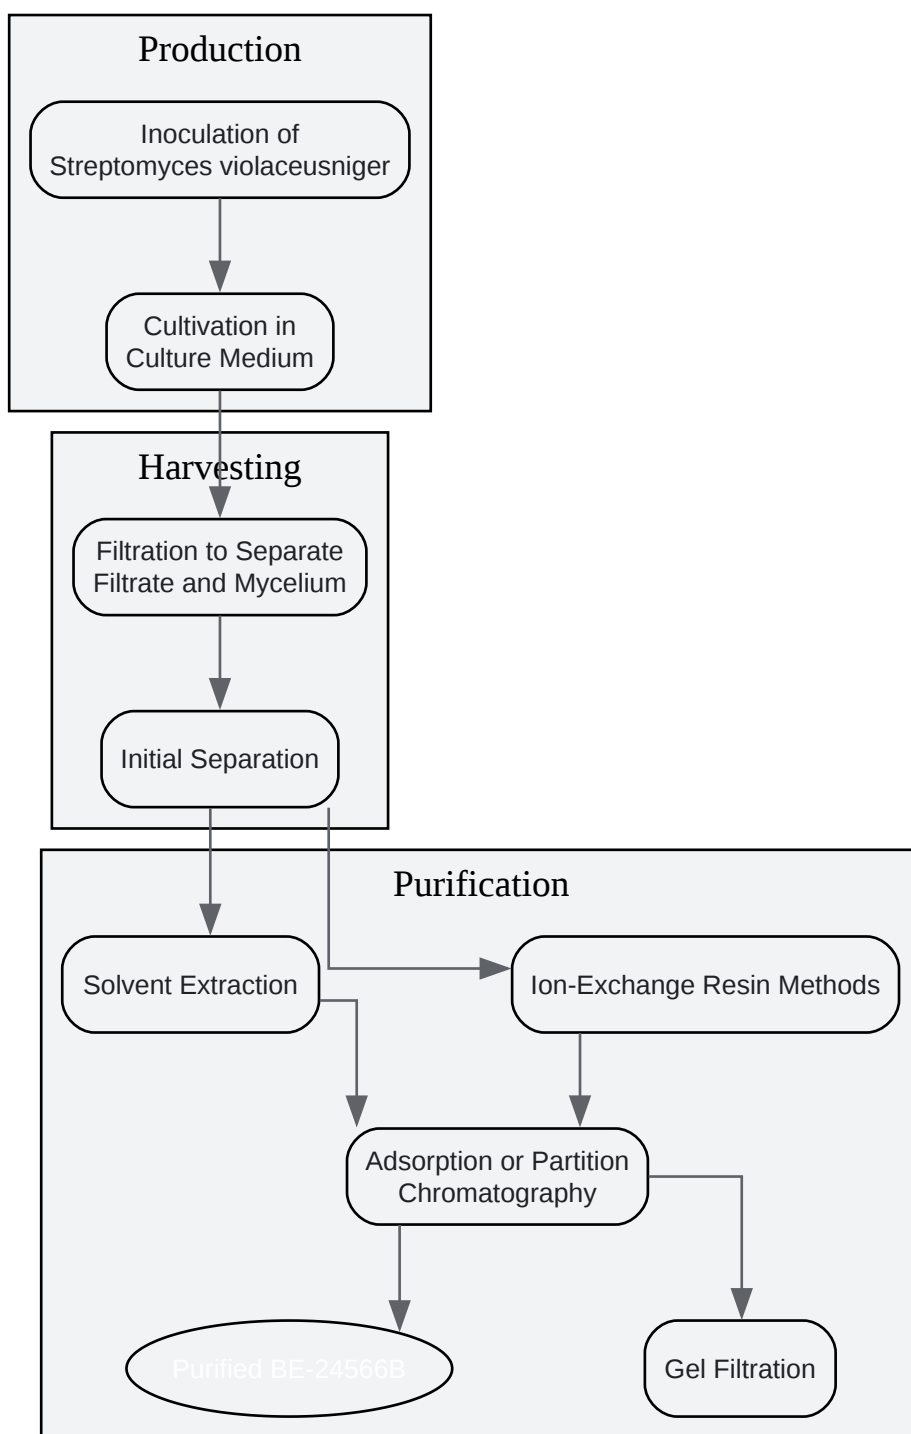 Production
Inoculation of
Streptomyces violaceusniger
Cultivation in
Culture Medium
Harvesting
Filtration to Separate
Filtrate and Mycelium
Initial Separation
Purification
Solvent Extraction
Ion-Exchange Resin Methods
Adsorption or Partition
Chromatography
Purified BE-24566B
Gel Filtration